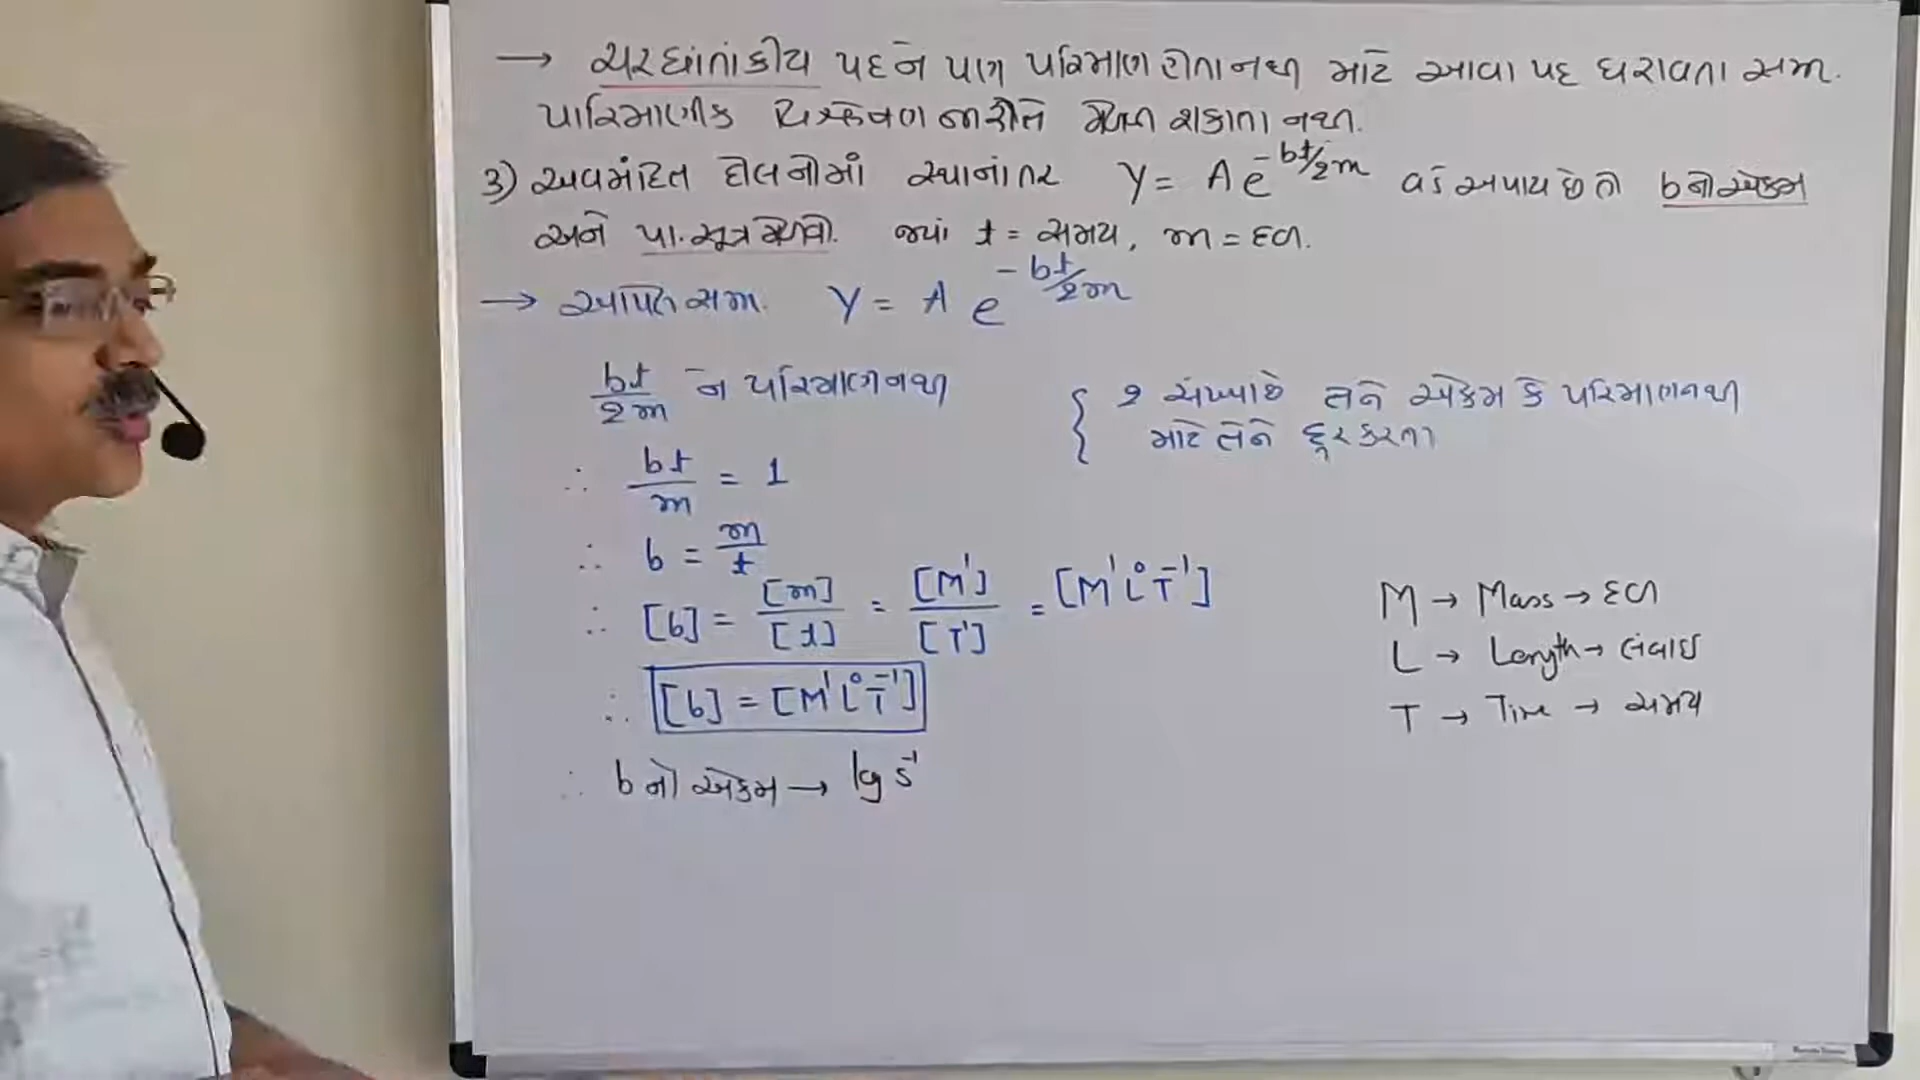 → ચરઘાંતાંકીય પદને પણ પરિમાણ હોતા નથી માટે આવા પદ ધરાવતા સમી.
પારિમાણીક વિશ્લેષણ ની રીતે મેળવી શકાતા નથી.
3) અવમંદિત દોલનોમાં સ્થાનાંતર Y = A e^{-bt/2m} વડે અપાય છે તો b નો એકમ
અને પા. સૂત્ર મેળવો. જ્યાં t = સમય, m = દળ.
→ આપેલ સમી. Y = A e^{-bt/2m}
bt/2m ને પરિમાણ નથી { 2 સંખ્યા છે તેને એકમ કે પરિમાણ નથી
માટે તેને દૂર કરતા
∴ bt/m = 1
∴ b = m/t
∴ [b] = [m]/[t] = [M¹]/[T¹] = [M¹L⁰T⁻¹]
∴ [b] = [M¹L⁰T⁻¹]
∴ b નો એકમ → kg s⁻¹
M → Mass → દળ
L → Length → લંબાઈ
T → Time → સમય